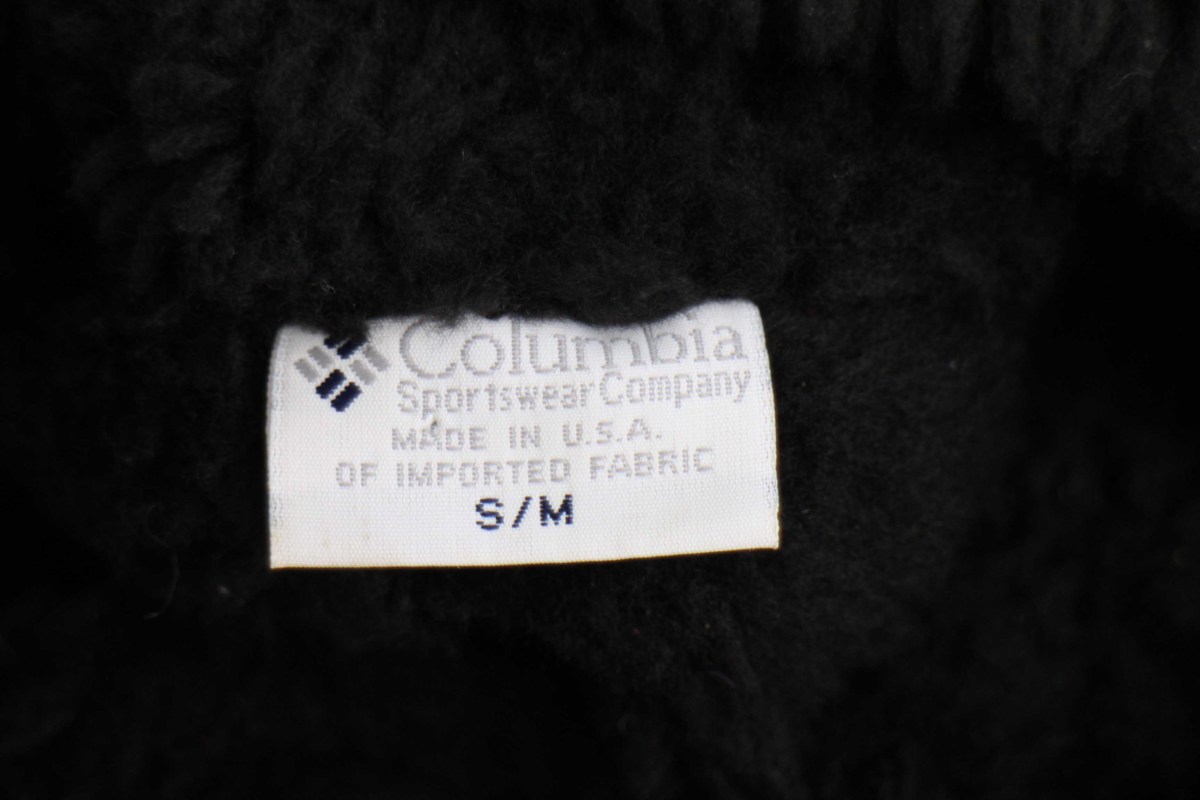 Columbia
Sportswear Company
MADE IN U.S.A.
OF IMPORTED FABRIC
S/M